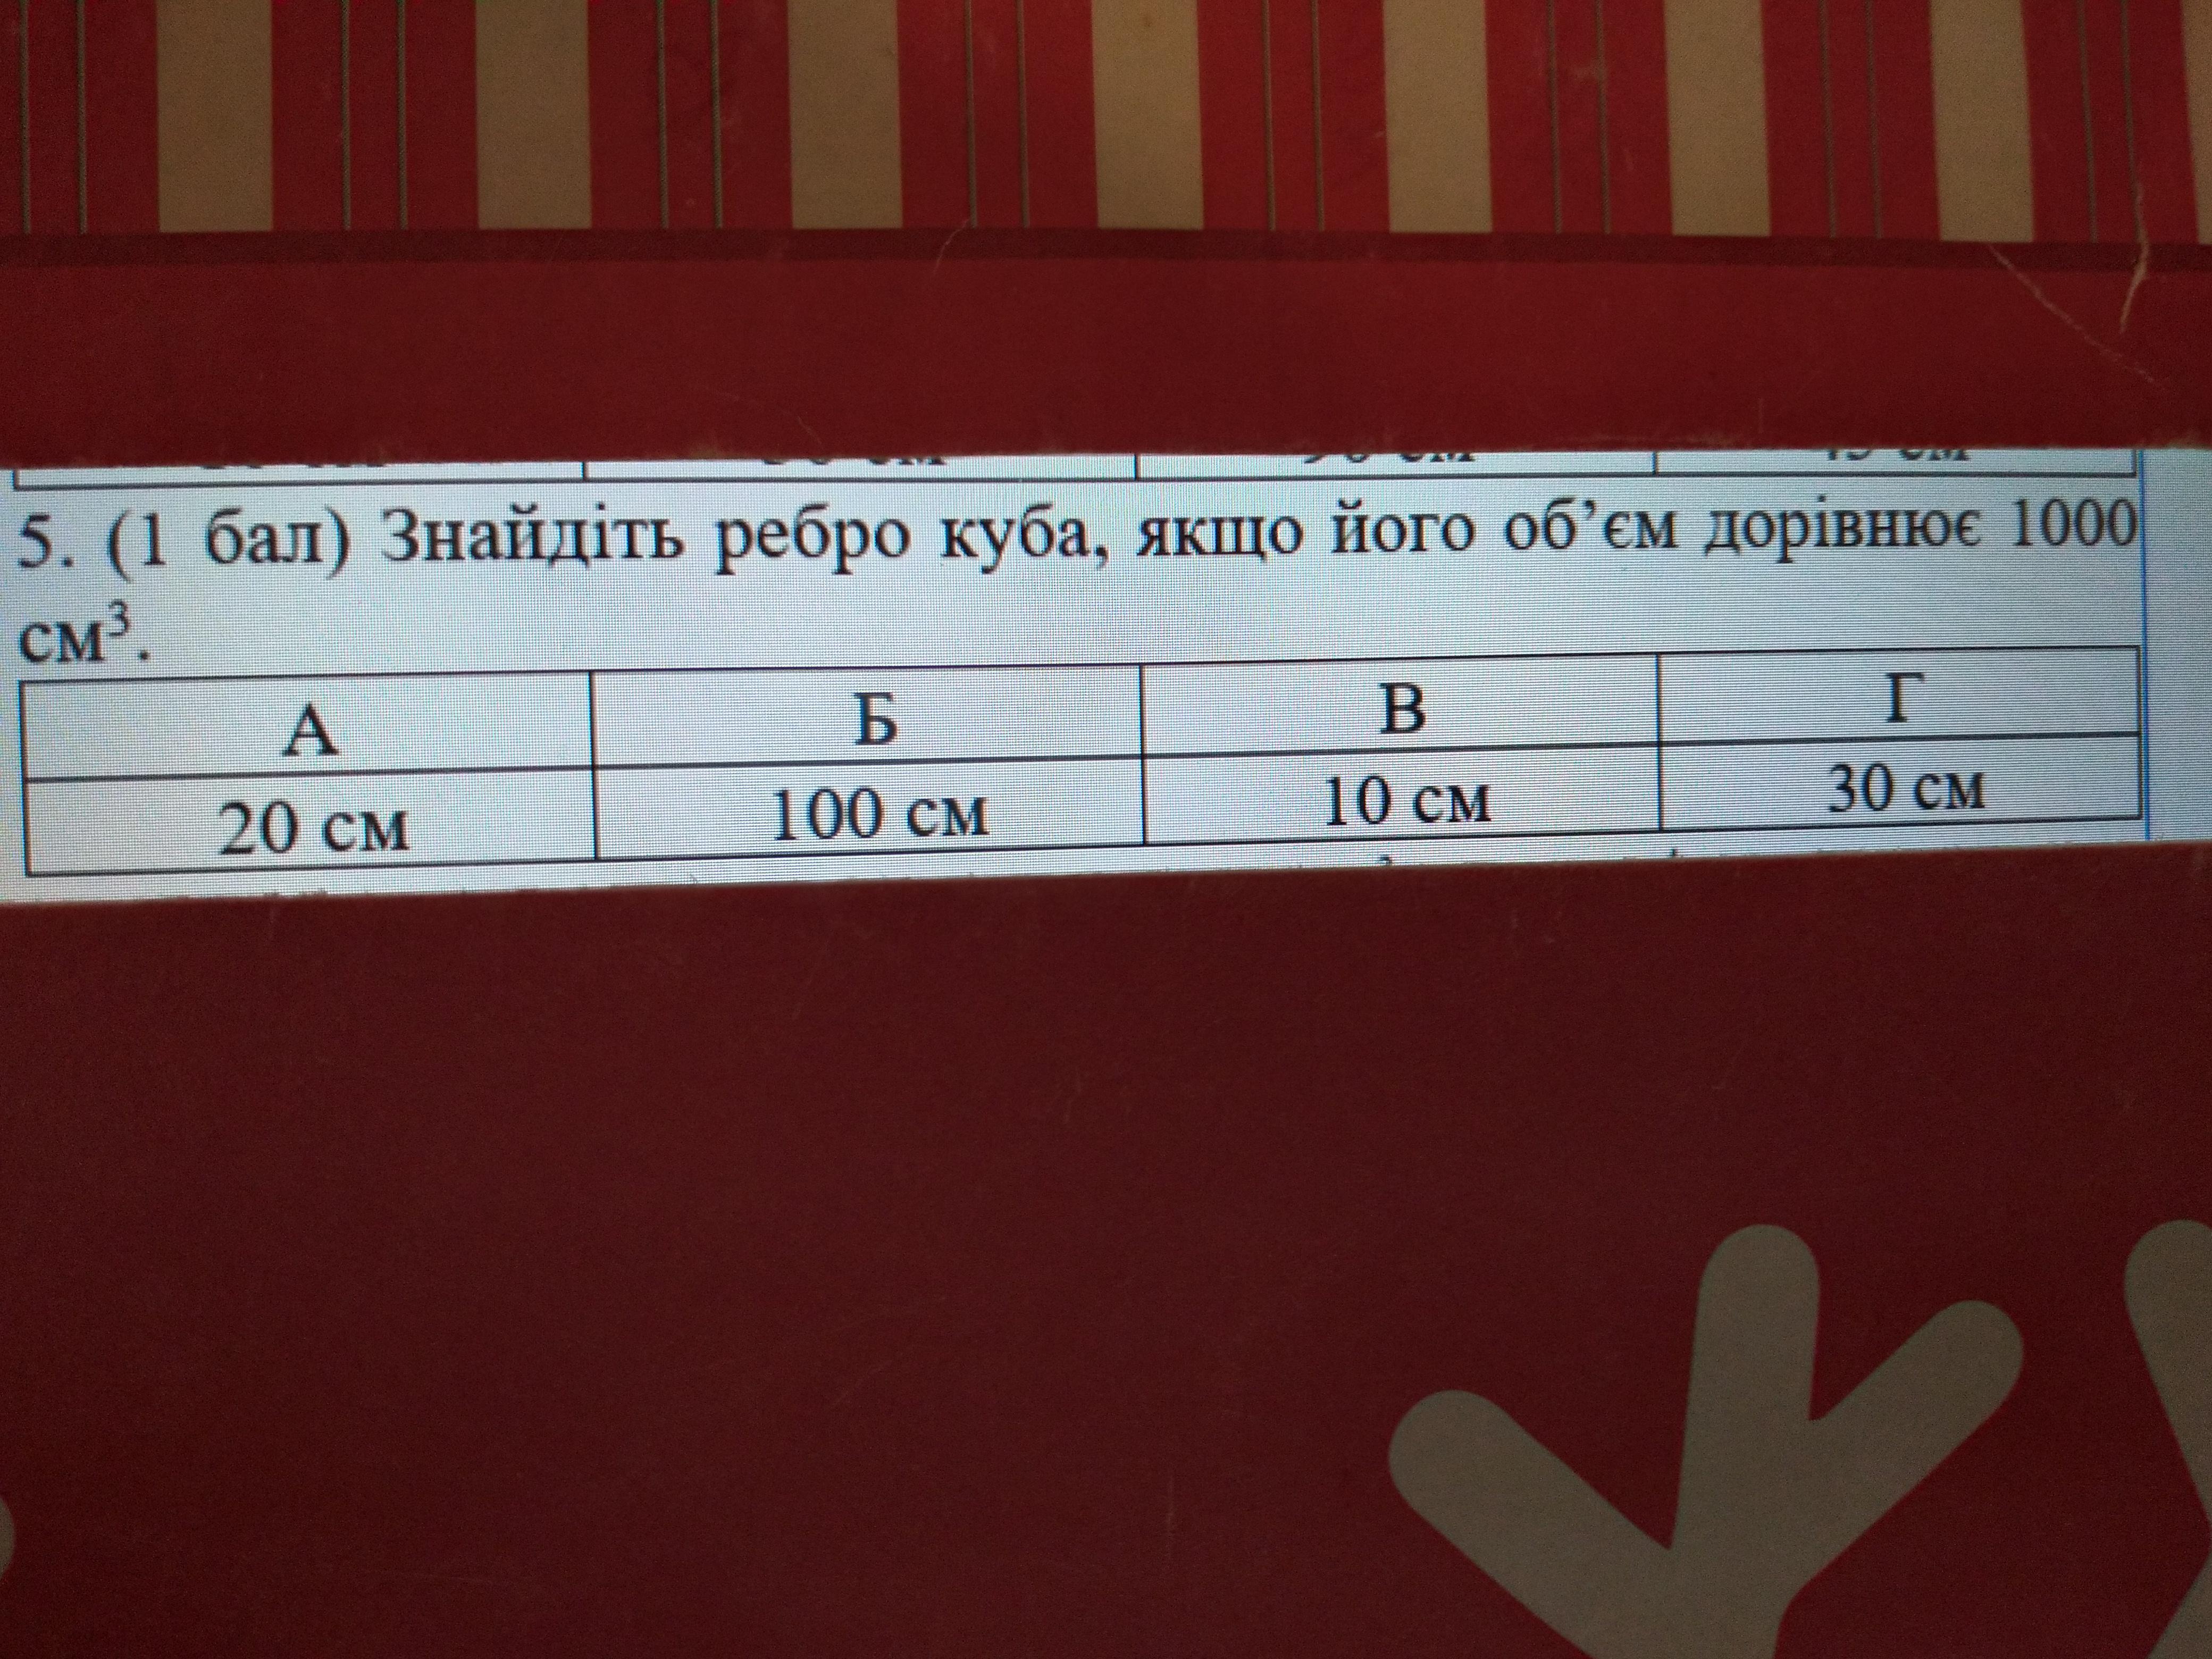 5. (1 бал) Знайдіть ребро куба, якщо його об’єм дорівнює 1000
см³.
А Б В Г
20 см 100 см 10 см 30 см